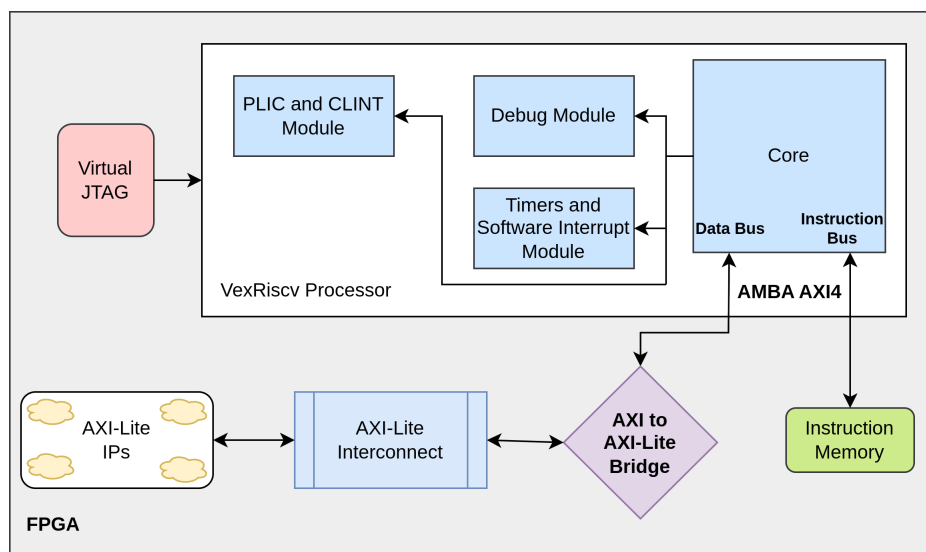 PLIC and CLINT
Module
Debug Module
Core
Virtual
JTAG
Timers and
Software Interrupt
Module
Data Bus
Instruction
Bus
VexRiscv Processor
AMBA AXI4
AXI-Lite
IPs
AXI-Lite
Interconnect
AXI to
AXI-Lite
Bridge
Instruction
Memory
FPGA